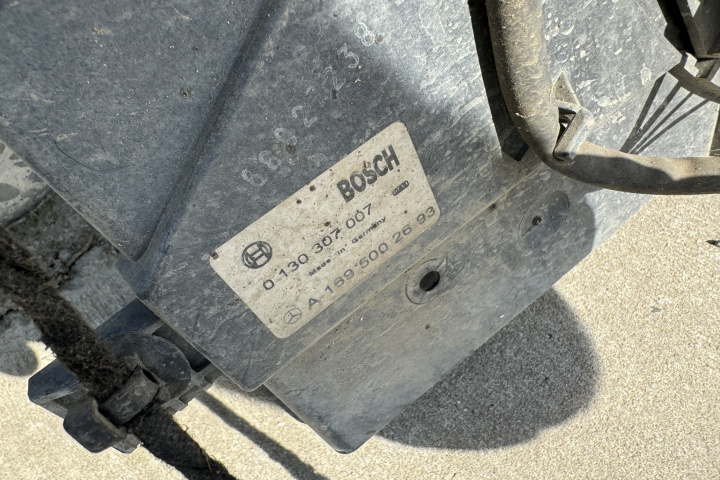 BOSCH
0 130 307 007
Made in Germany
A 169 500 26 93